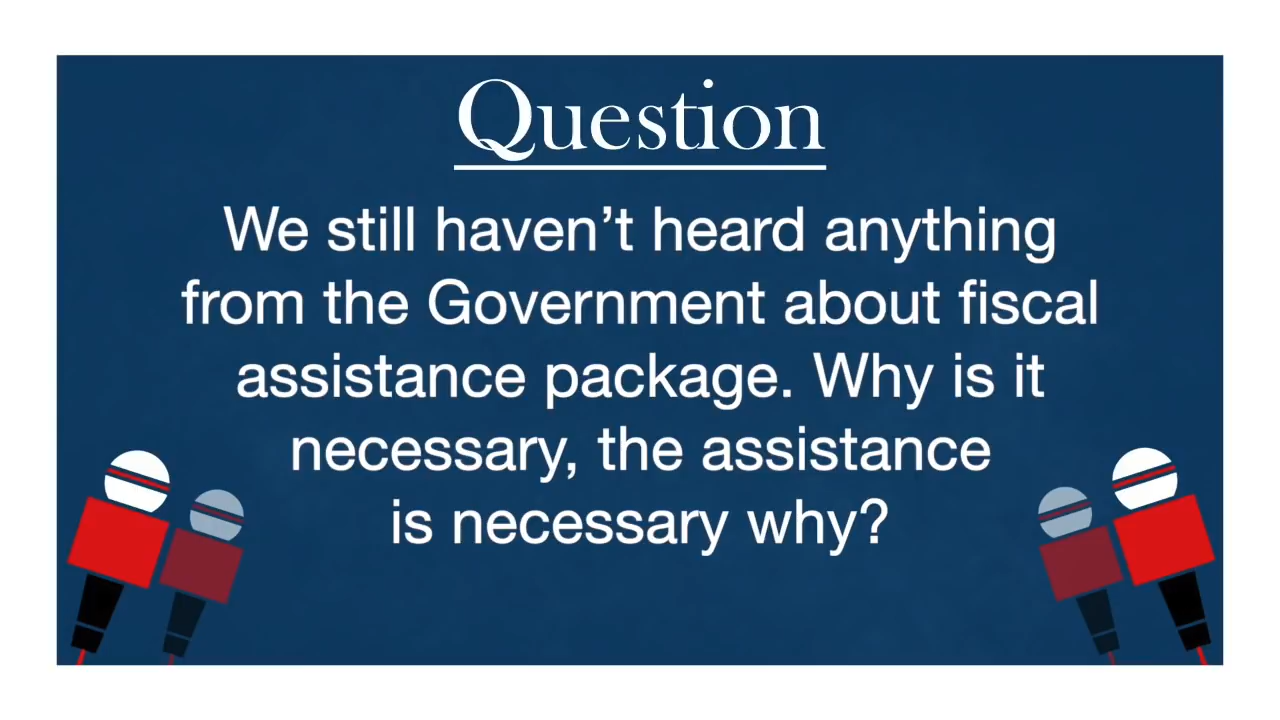 Question
We still haven’t heard anything
from the Government about fiscal
assistance package. Why is it
necessary, the assistance
is necessary why?